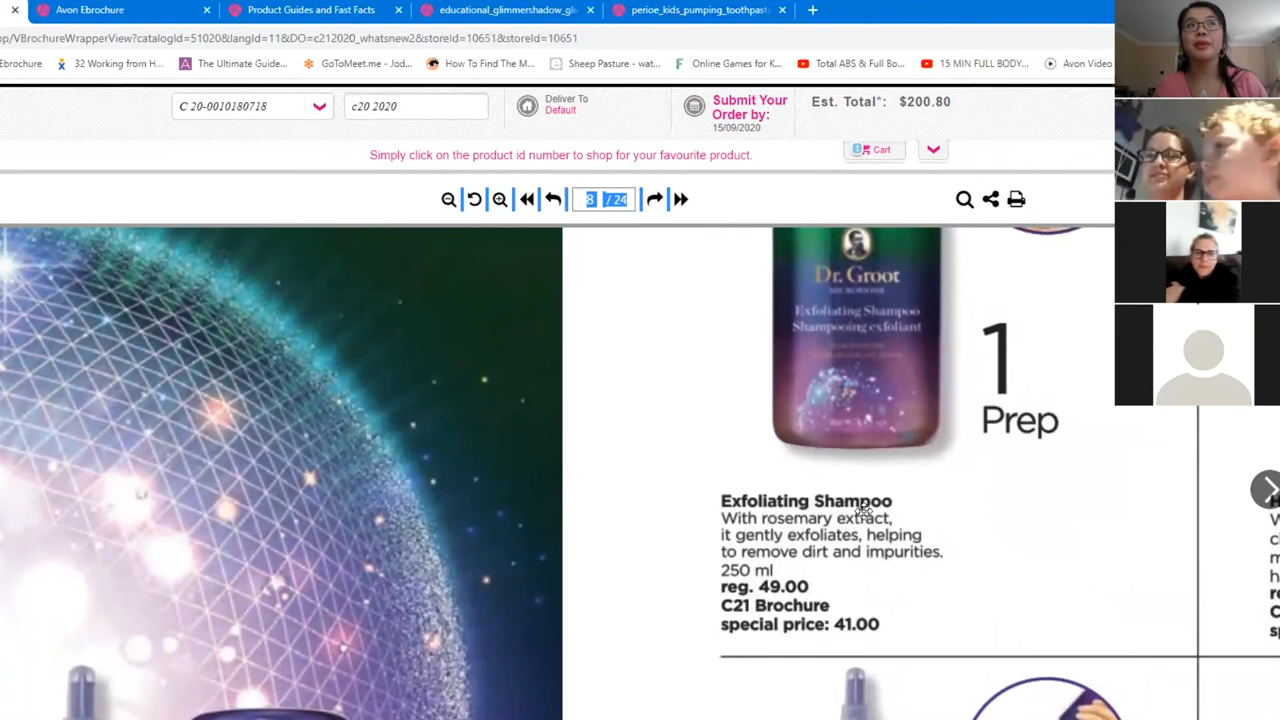 Avon Ebrochure
Product Guides and Fast Facts
educational_glimmershadow_gli
perioe_kids_pumping_toothpast
pp/VBrochureWrapperView?catalogId=51020&langId=11&DO=c212020_whatsnew2&storeId=10651&storeId=10651
Ebrochure
32 Working from H...
The Ultimate Guide...
GoToMeet.me - Jod...
How To Find The M...
Sheep Pasture - wat...
Online Games for K...
Total ABS & Full Bo...
15 MIN FULL BODY...
Avon Video
C 20-0010180718
c20 2020
Deliver To
Default
Submit Your
Order by:
15/09/2020
Est. Total*: $200.80
Simply click on the product id number to shop for your favourite product.
Cart
8 / 24
Dr. Groot
MICROBIOME
Exfoliating Shampoo
Shampooing exfoliant
1
Prep
Exfoliating Shampoo
With rosemary extract,
it gently exfoliates, helping
to remove dirt and impurities.
250 ml
reg. 49.00
C21 Brochure
special price: 41.00